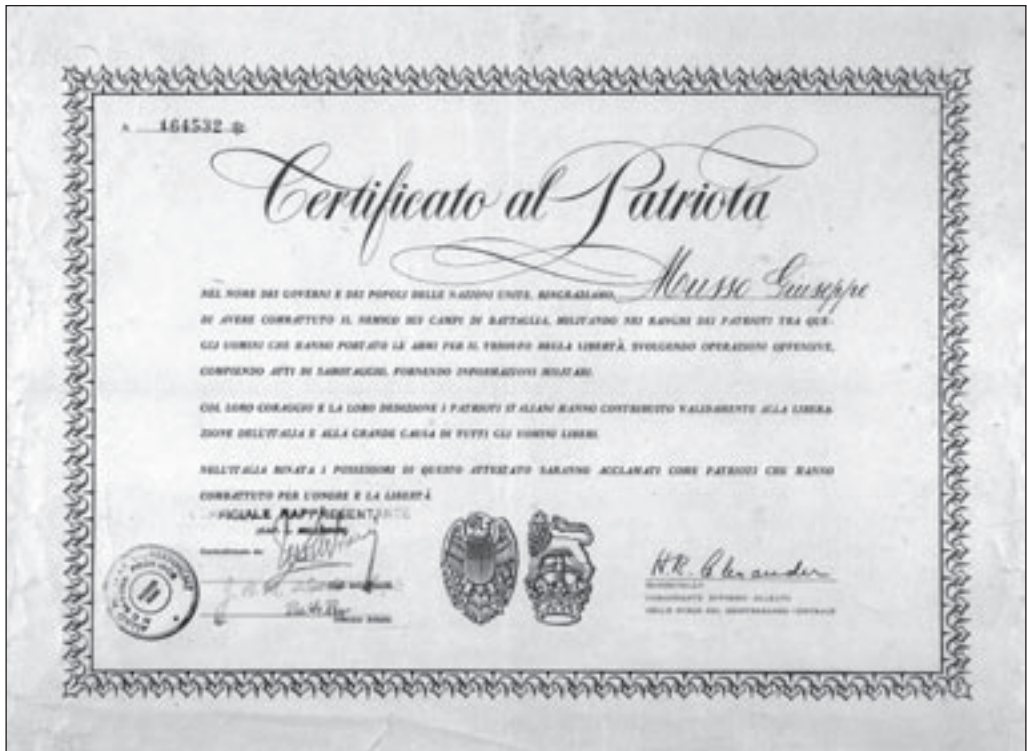 464532
Certificato al Patriota
Musso Giuseppe
NEL NOME DEI GOVERNI E DEI POPOLI DELLE NAZIONI UNITE, RINGRAZIAMO
DI AVERE COMBATTUTO IL NEMICO SUI CAMPI DI BATTAGLIA, MILITANDO NEI RANGHI DEI PATRIOTI TRA QUE-
GLI UOMINI CHE HANNO PORTATO LE ARMI PER IL TRIONFO DELLA LIBERTÀ, SVOLGENDO OPERAZIONI OFFENSIVE,
COMPIENDO ATTI DI SABOTAGGIO, FORNENDO INFORMAZIONI MILITARI.
COL LORO CORAGGIO E LA LORO DEDIZIONE I PATRIOTI ITALIANI HANNO CONTRIBUITO VALIDAMENTE ALLA LIBERA-
ZIONE DELL'ITALIA E ALLA GRANDE CAUSA DI TUTTI GLI UOMINI LIBERI.
NELL'ITALIA RINATA I POSSESSORI DI QUESTO ATTESTATO SARANNO ACCLAMATI COME PATRIOTI CHE HANNO
COMBATTUTO PER L'ONORE E LA LIBERTÀ
RAPPRESENTANTE
H.R. Alexander
COMANDANTE SUPREMO ALLEATO
DELLE FORZE DEL MEDITERRANEO CENTRALE